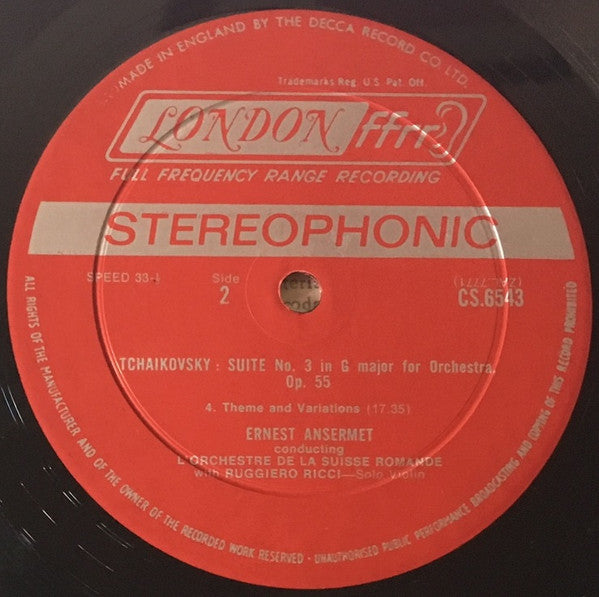 MADE IN ENGLAND BY THE DECCA RECORD CO LTD.
Trademarks Reg. U.S. Pat. Off.
LONDON ffrr
FULL FREQUENCY RANGE RECORDING
STEREOPHONIC
SPEED 33⅓
Side
2
(ZAL.7771)
CS.6543
TCHAIKOVSKY : SUITE No. 3 in G major for Orchestra,
Op. 55
4. Theme and Variations (17.35)
ERNEST ANSERMET
conducting
L'ORCHESTRE DE LA SUISSE ROMANDE
with RUGGIERO RICCI—Solo Violin
ALL RIGHTS OF THE MANUFACTURER AND OF THE OWNER OF THE RECORDED WORK RESERVED - UNAUTHORISED PUBLIC PERFORMANCE BROADCASTING AND COPYING OF THIS RECORD PROHIBITED